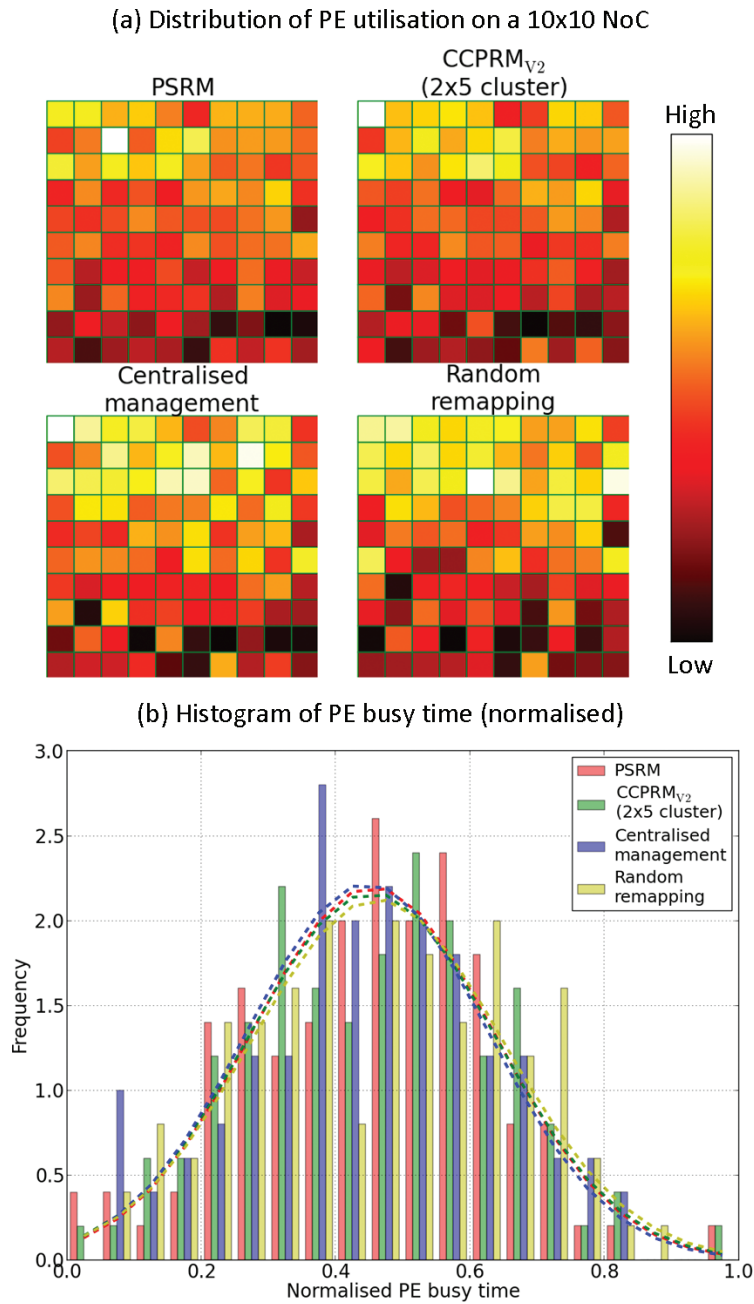 (a) Distribution of PE utilisation on a 10x10 NoC
PSRM
CCPRM_V2
(2x5 cluster)
High
Centralised
management
Random
remapping
Low
(b) Histogram of PE busy time (normalised)
3.0
2.5
2.0
1.5
1.0
0.5
0.0
Frequency
PSRM
CCPRM_V2
(2x5 cluster)
Centralised
management
Random
remapping
0.0 0.2 0.4 0.6 0.8 1.0
Normalised PE busy time